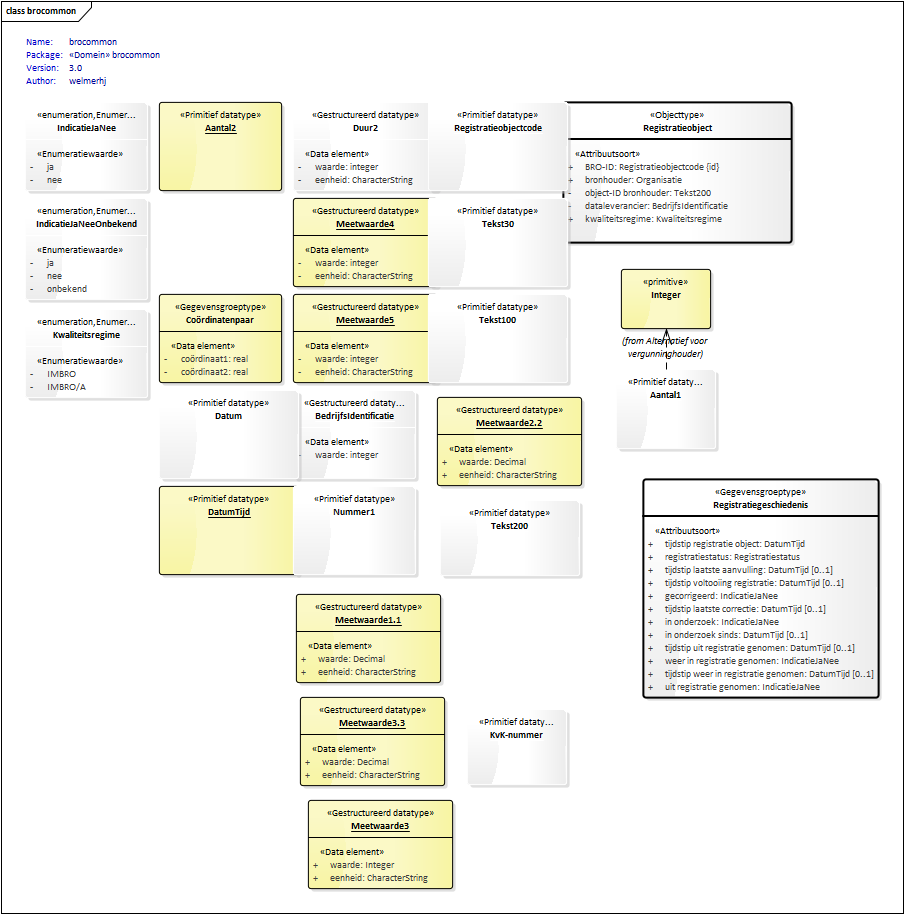 class brocommon
Name: brocommon
Package: «Domein» brocommon
Version: 3.0
Author: welmerhj
«enumeration,Enumer...
IndicatieJaNee
«Enumeratiewaarde»
- ja
- nee
«Primitief datatype»
Aantal2
«Gestructureerd datatype»
Duur2
«Data element»
- waarde: integer
- eenheid: CharacterString
«Primitief datatype»
Registratieobjectcode
«Objecttype»
Registratieobject
«Attribuutsoort»
+ BRO-ID: Registratieobjectcode {id}
+ bronhouder: Organisatie
- object-ID bronhouder: Tekst200
- dataleverancier: BedrijfsIdentificatie
+ kwaliteitsregime: Kwaliteitsregime
«enumeration,Enumer...
IndicatieJaNeeOnbekend
«Enumeratiewaarde»
- ja
- nee
- onbekend
«Gestructureerd datatype»
Meetwaarde4
«Data element»
- waarde: integer
- eenheid: CharacterString
«Primitief datatype»
Tekst30
«primitive»
Integer
(from Alternatief voor
vergunninghouder)
«Primitief dataty...
Aantal1
«enumeration,Enumer...
Kwaliteitsregime
«Enumeratiewaarde»
- IMBRO
- IMBRO/A
«Gegevensgroeptype»
Coördinatenpaar
«Data element»
- coördinaat1: real
- coördinaat2: real
«Gestructureerd datatype»
Meetwaarde5
«Data element»
- waarde: integer
- eenheid: CharacterString
«Primitief datatype»
Tekst100
«Primitief datatype»
Datum
«Gestructureerd dataty...
BedrijfsIdentificatie
«Data element»
- waarde: integer
«Gestructureerd datatype»
Meetwaarde2.2
«Data element»
+ waarde: Decimal
+ eenheid: CharacterString
«Primitief datatype»
DatumTijd
«Primitief datatype»
Nummer1
«Primitief datatype»
Tekst200
«Gegevensgroeptype»
Registratiegeschiedenis
«Attribuutsoort»
+ tijdstip registratie object: DatumTijd
+ registratiestatus: Registratiestatus
+ tijdstip laatste aanvulling: DatumTijd [0..1]
+ tijdstip voltooiing registratie: DatumTijd [0..1]
+ gecorrigeerd: IndicatieJaNee
+ tijdstip laatste correctie: DatumTijd [0..1]
+ in onderzoek: IndicatieJaNee
+ in onderzoek sinds: DatumTijd [0..1]
+ tijdstip uit registratie genomen: DatumTijd [0..1]
+ weer in registratie genomen: IndicatieJaNee
+ tijdstip weer in registratie genomen: DatumTijd [0..1]
+ uit registratie genomen: IndicatieJaNee
«Gestructureerd datatype»
Meetwaarde1.1
«Data element»
+ waarde: Decimal
+ eenheid: CharacterString
«Gestructureerd datatype»
Meetwaarde3.3
«Data element»
+ waarde: Decimal
+ eenheid: CharacterString
«Primitief dataty...
KvK-nummer
«Gestructureerd datatype»
Meetwaarde3
«Data element»
+ waarde: Integer
+ eenheid: CharacterString